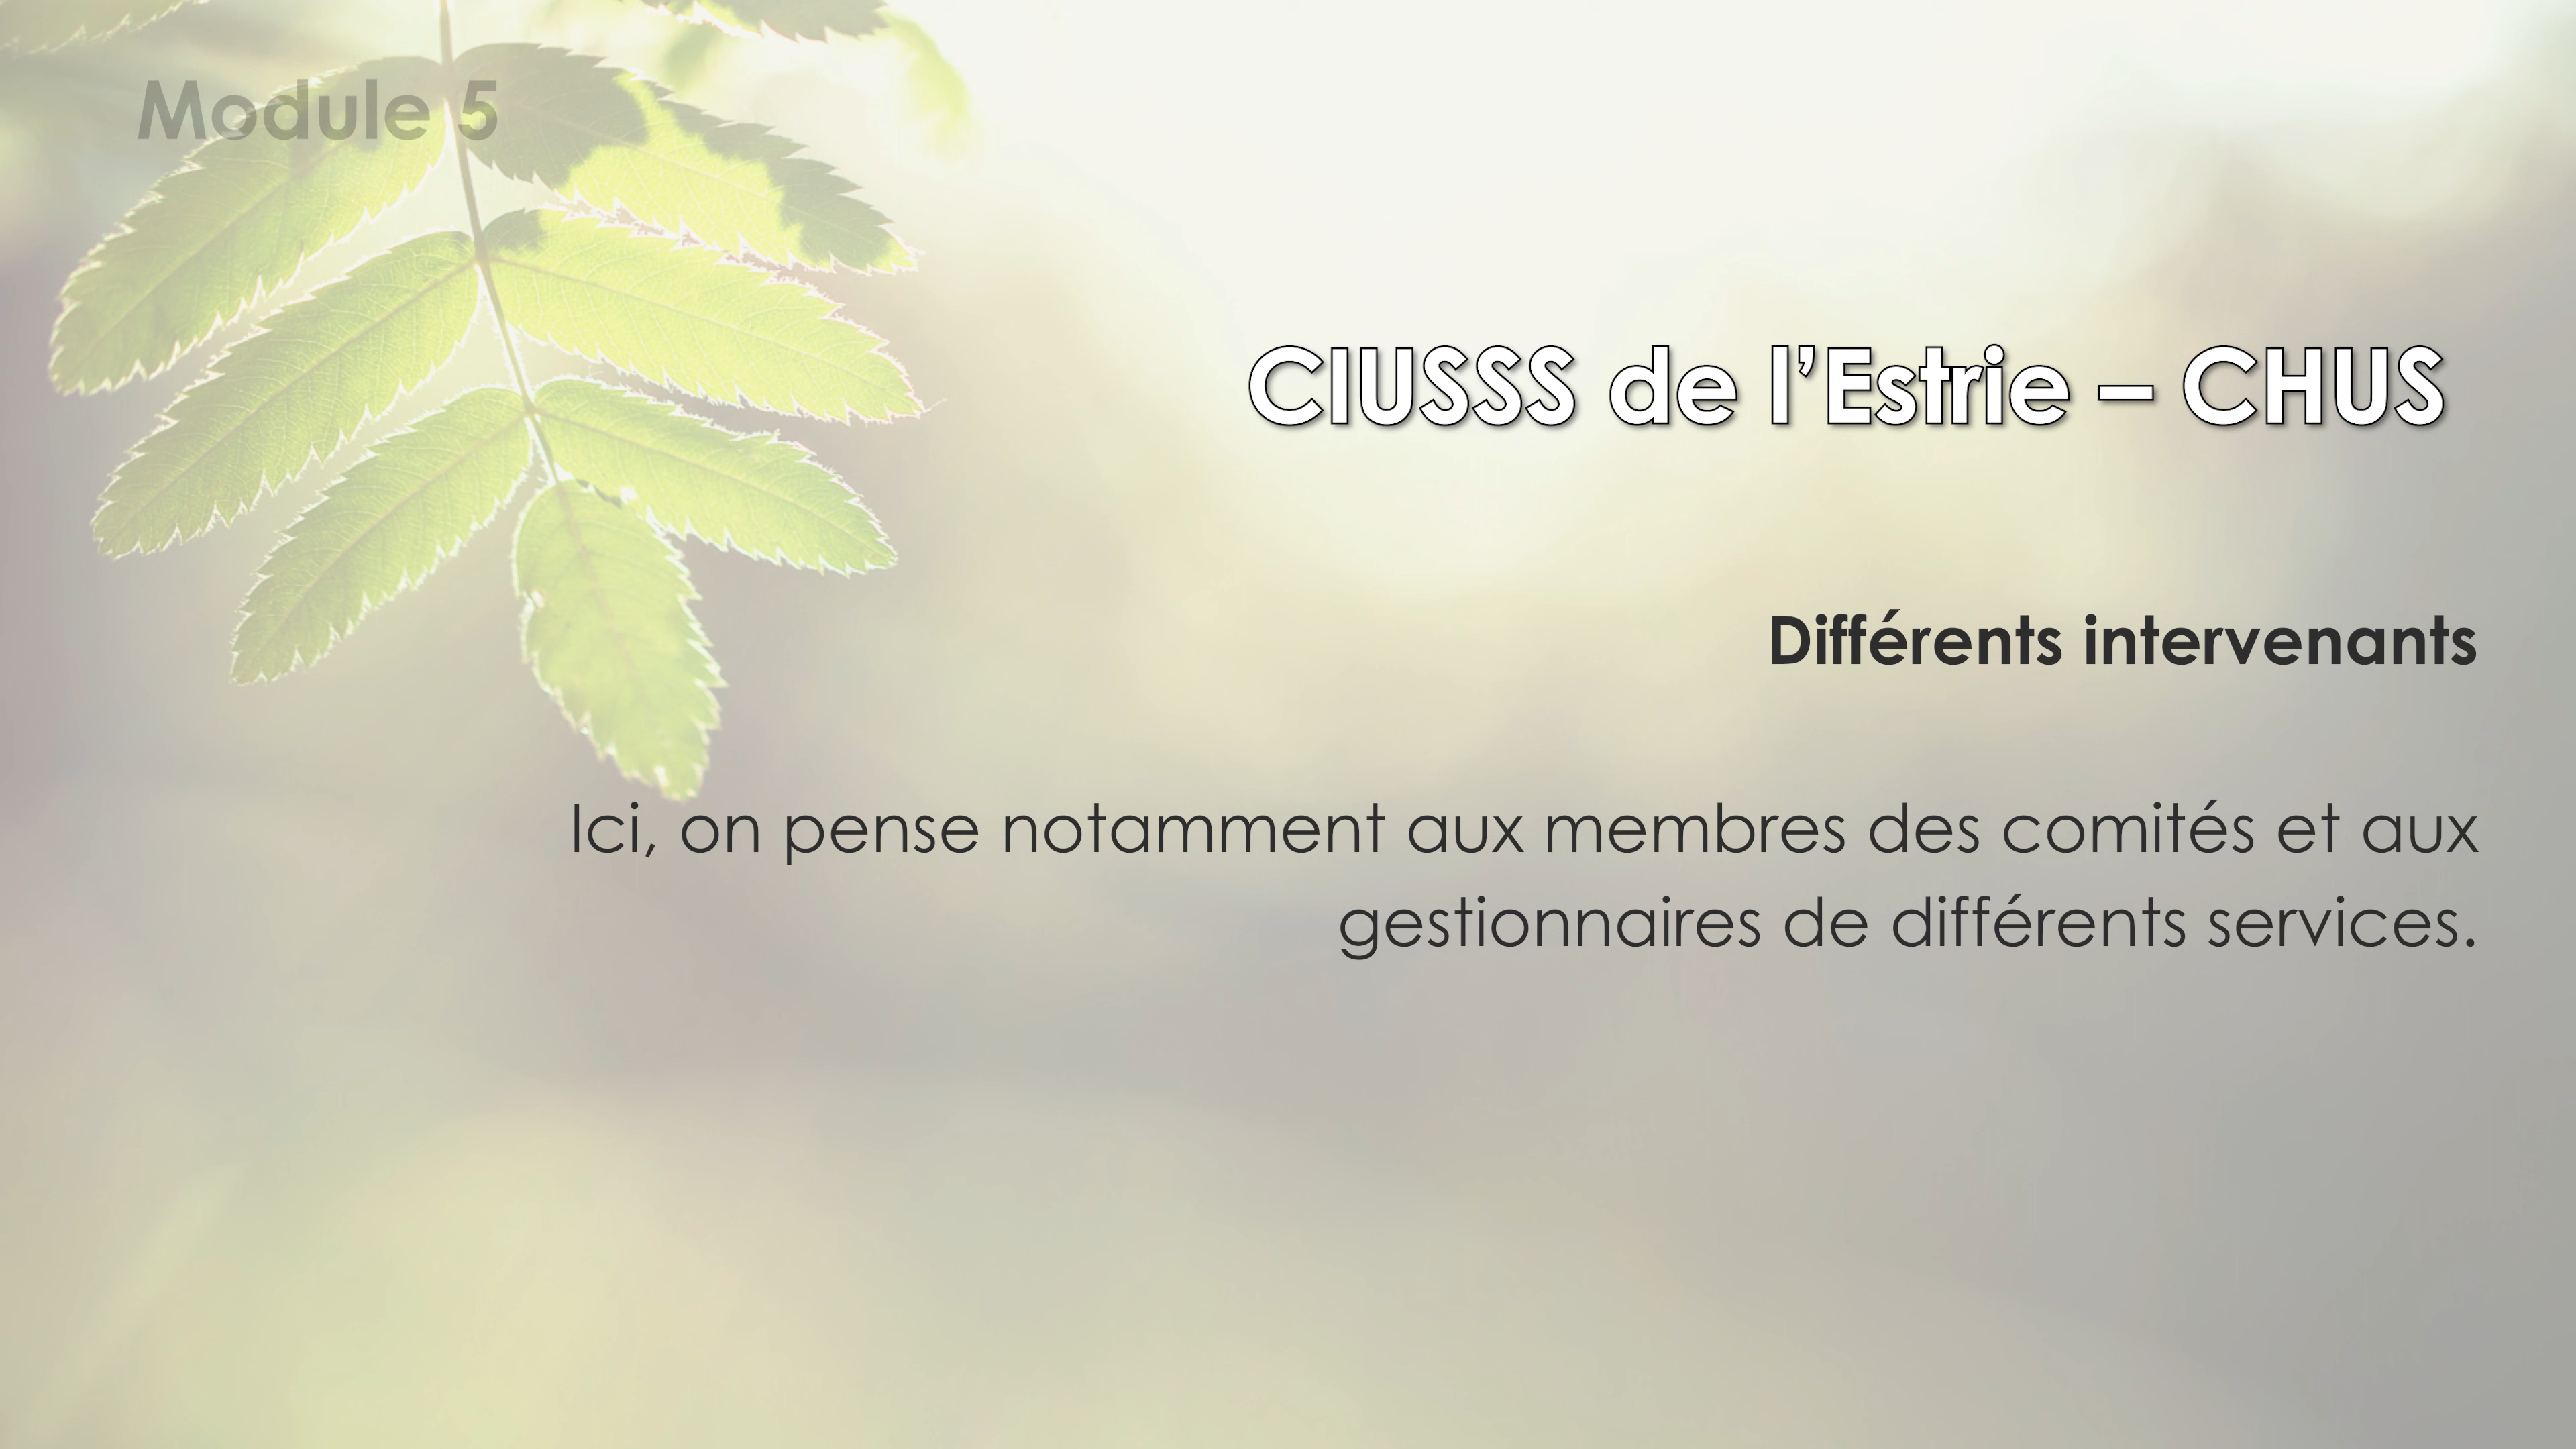 Module 5
CIUSSS de l’Estrie – CHUS
Différents intervenants
Ici, on pense notamment aux membres des comités et aux
gestionnaires de différents services.